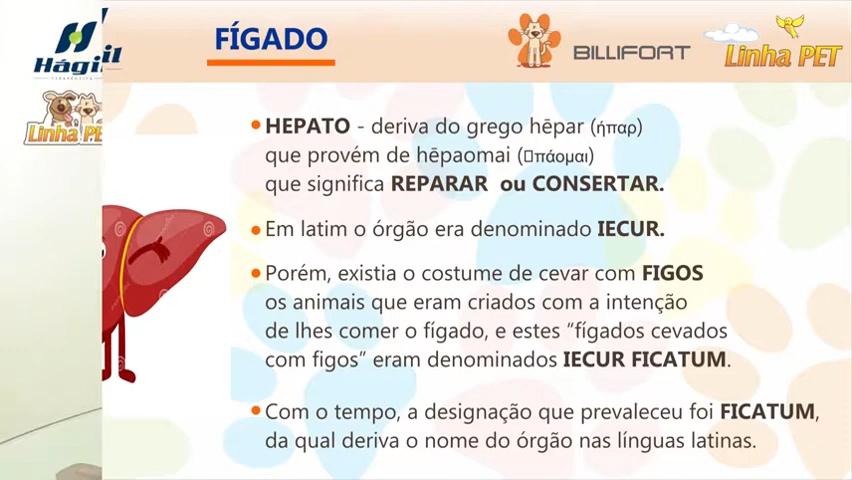 FÍGADO
Hágil
BILLIFORT
Linha PET
Linha PE
• HEPATO - deriva do grego hēpar (ήπαρ)
que provém de hēpaomai (▯πάομαι)
que significa REPARAR ou CONSERTAR.
• Em latim o órgão era denominado IECUR.
• Porém, existia o costume de cevar com FIGOS
os animais que eram criados com a intenção
de lhes comer o fígado, e estes “fígados cevados
com figos” eram denominados IECUR FICATUM.
• Com o tempo, a designação que prevaleceu foi FICATUM,
da qual deriva o nome do órgão nas línguas latinas.